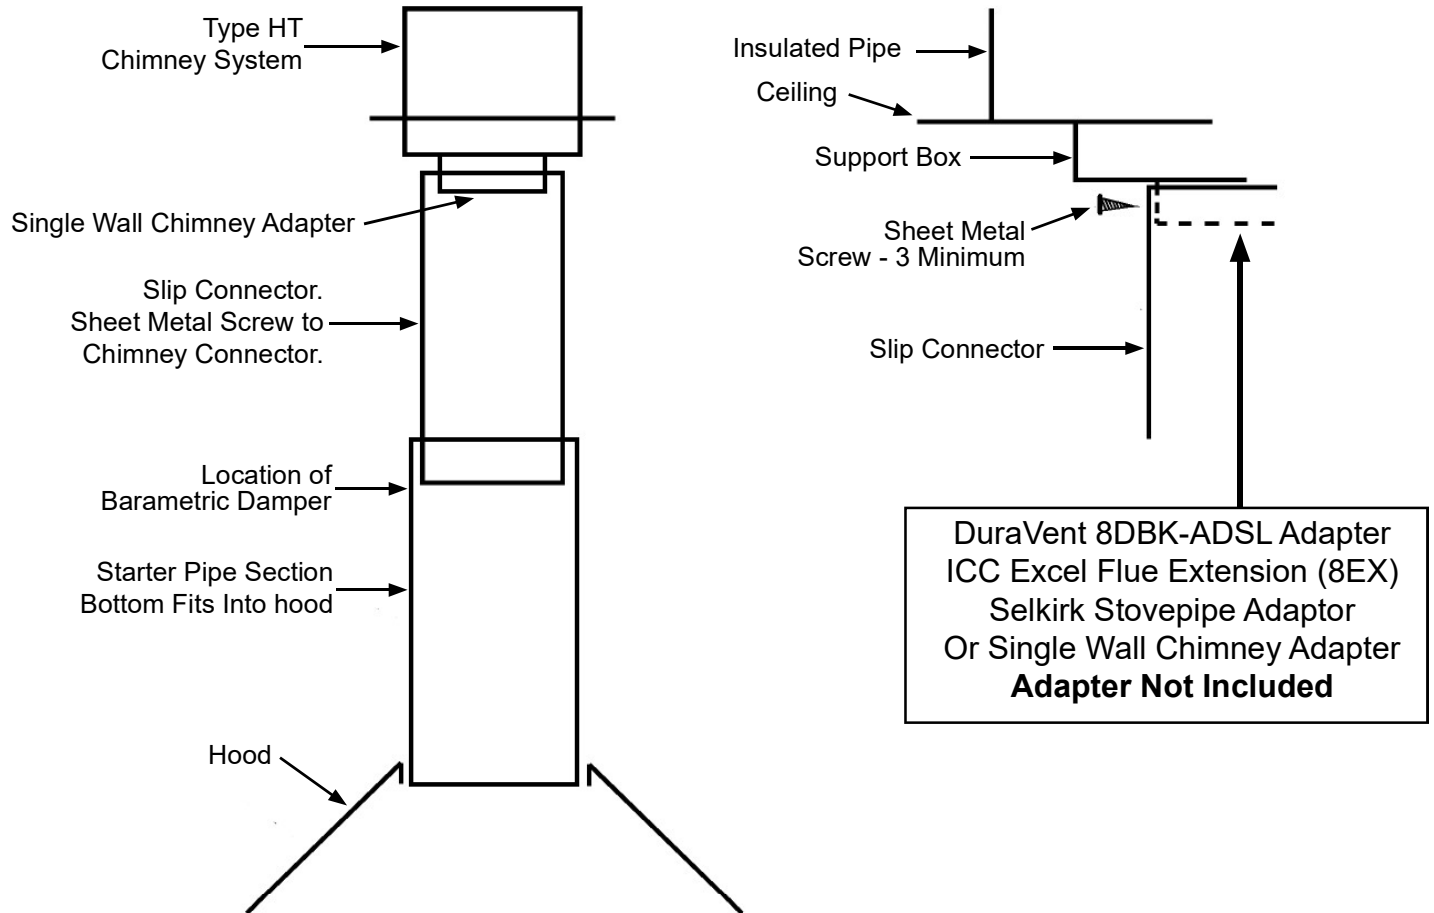 Type HT
Chimney System
Single Wall Chimney Adapter
Slip Connector.
Sheet Metal Screw to
Chimney Connector.
Location of
Barametric Damper
Starter Pipe Section
Bottom Fits Into hood
Hood
Insulated Pipe
Ceiling
Support Box
Sheet Metal
Screw - 3 Minimum
Slip Connector
DuraVent 8DBK-ADSL Adapter
ICC Excel Flue Extension (8EX)
Selkirk Stovepipe Adaptor
Or Single Wall Chimney Adapter
Adapter Not Included